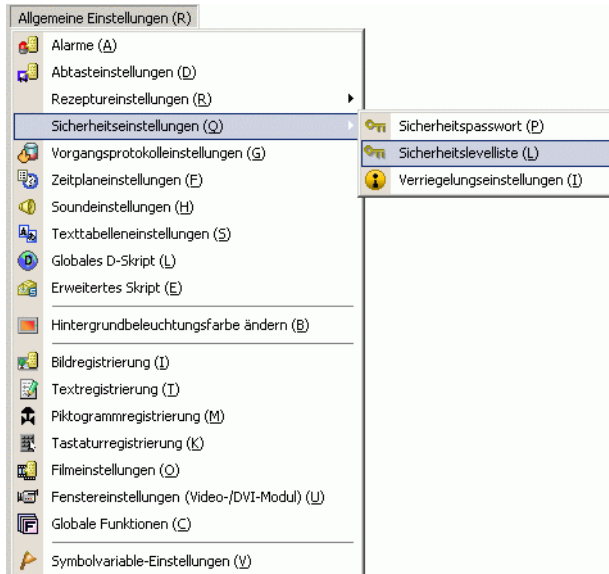 Allgemeine Einstellungen (R)
Alarme (A)
Abtasteinstellungen (D)
Rezeptureinstellungen (R)
Sicherheitseinstellungen (Q)
Sicherheitspasswort (P)
Sicherheitslevelliste (L)
Verriegelungseinstellungen (I)
Vorgangsprotokolleinstellungen (G)
Zeitplaneinstellungen (F)
Soundeinstellungen (H)
Texttabelleneinstellungen (S)
Globales D-Skript (L)
Erweitertes Skript (E)
Hintergrundbeleuchtungsfarbe ändern (B)
Bildregistrierung (I)
Textregistrierung (T)
Piktogrammregistrierung (M)
Tastaturregistrierung (K)
Filmeinstellungen (O)
Fenstereinstellungen (Video-/DVI-Modul) (U)
Globale Funktionen (C)
Symbolvariable-Einstellungen (V)